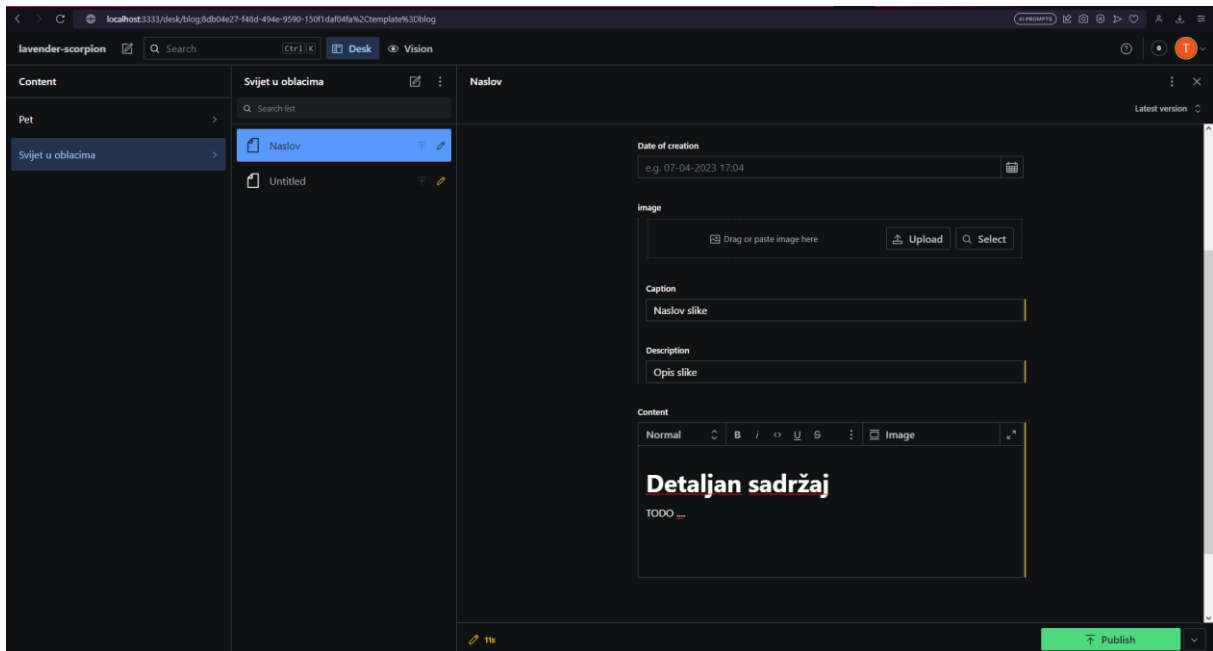 localhost:3333/desk/blog;8db04e27-f48d-494e-9590-150f1daf04fa%2Ctemplate%3Dblog
AI PROMPTS
lavender-scorpion Search Ctrl K Desk Vision
T
Content
Pet
Svijet u oblacima
Svijet u oblacima
Search list
Naslov
Untitled
Naslov
Latest version
Date of creation
e.g. 07-04-2023 17:04
image
Drag or paste image here Upload Select
Caption
Naslov slike
Description
Opis slike
Content
Normal B i <> U S Image
Detaljan sadržaj
TODO ....
11s
Publish